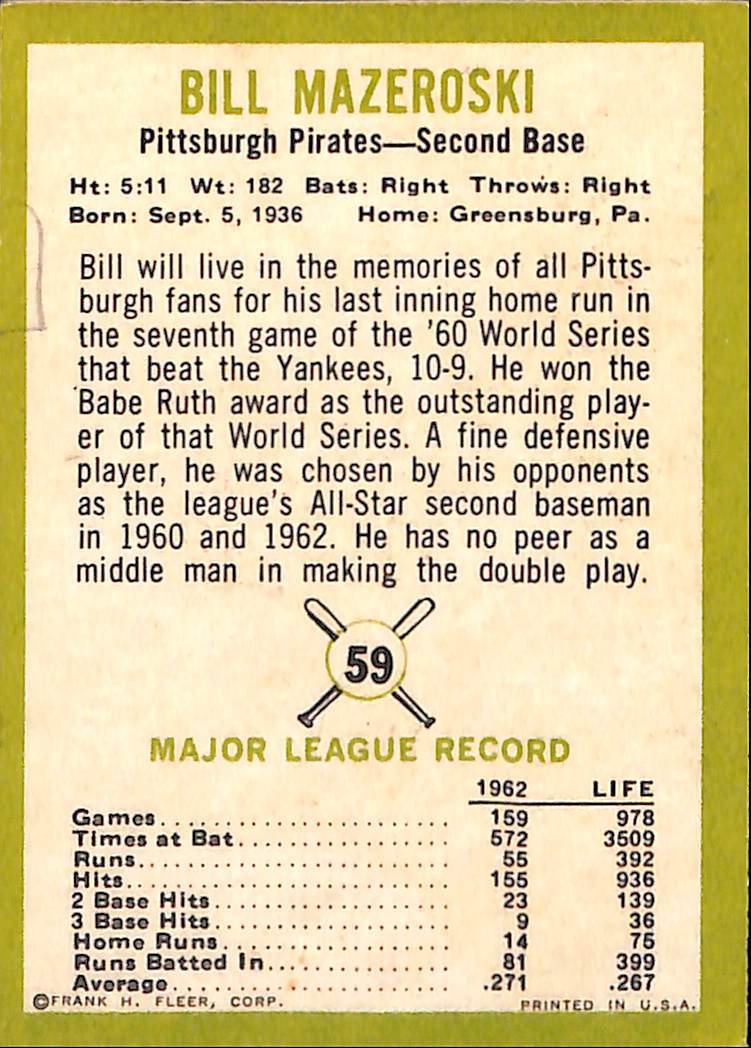 BILL MAZEROSKI
Pittsburgh Pirates—Second Base
Ht: 5:11 Wt: 182 Bats: Right Throws: Right
Born: Sept. 5, 1936 Home: Greensburg, Pa.
Bill will live in the memories of all Pitts-
burgh fans for his last inning home run in
the seventh game of the '60 World Series
that beat the Yankees, 10-9. He won the
Babe Ruth award as the outstanding play-
er of that World Series. A fine defensive
player, he was chosen by his opponents
as the league's All-Star second baseman
in 1960 and 1962. He has no peer as a
middle man in making the double play.
59
MAJOR LEAGUE RECORD
1962 LIFE
Games........................ 159 978
Times at Bat.................. 572 3509
Runs.......................... 55 392
Hits........................... 155 936
2 Base Hits.................... 23 139
3 Base Hits.................... 9 36
Home Runs................... 14 75
Runs Batted In............... 81 399
Average....................... .271 .267
©FRANK H. FLEER, CORP. PRINTED IN U.S.A.